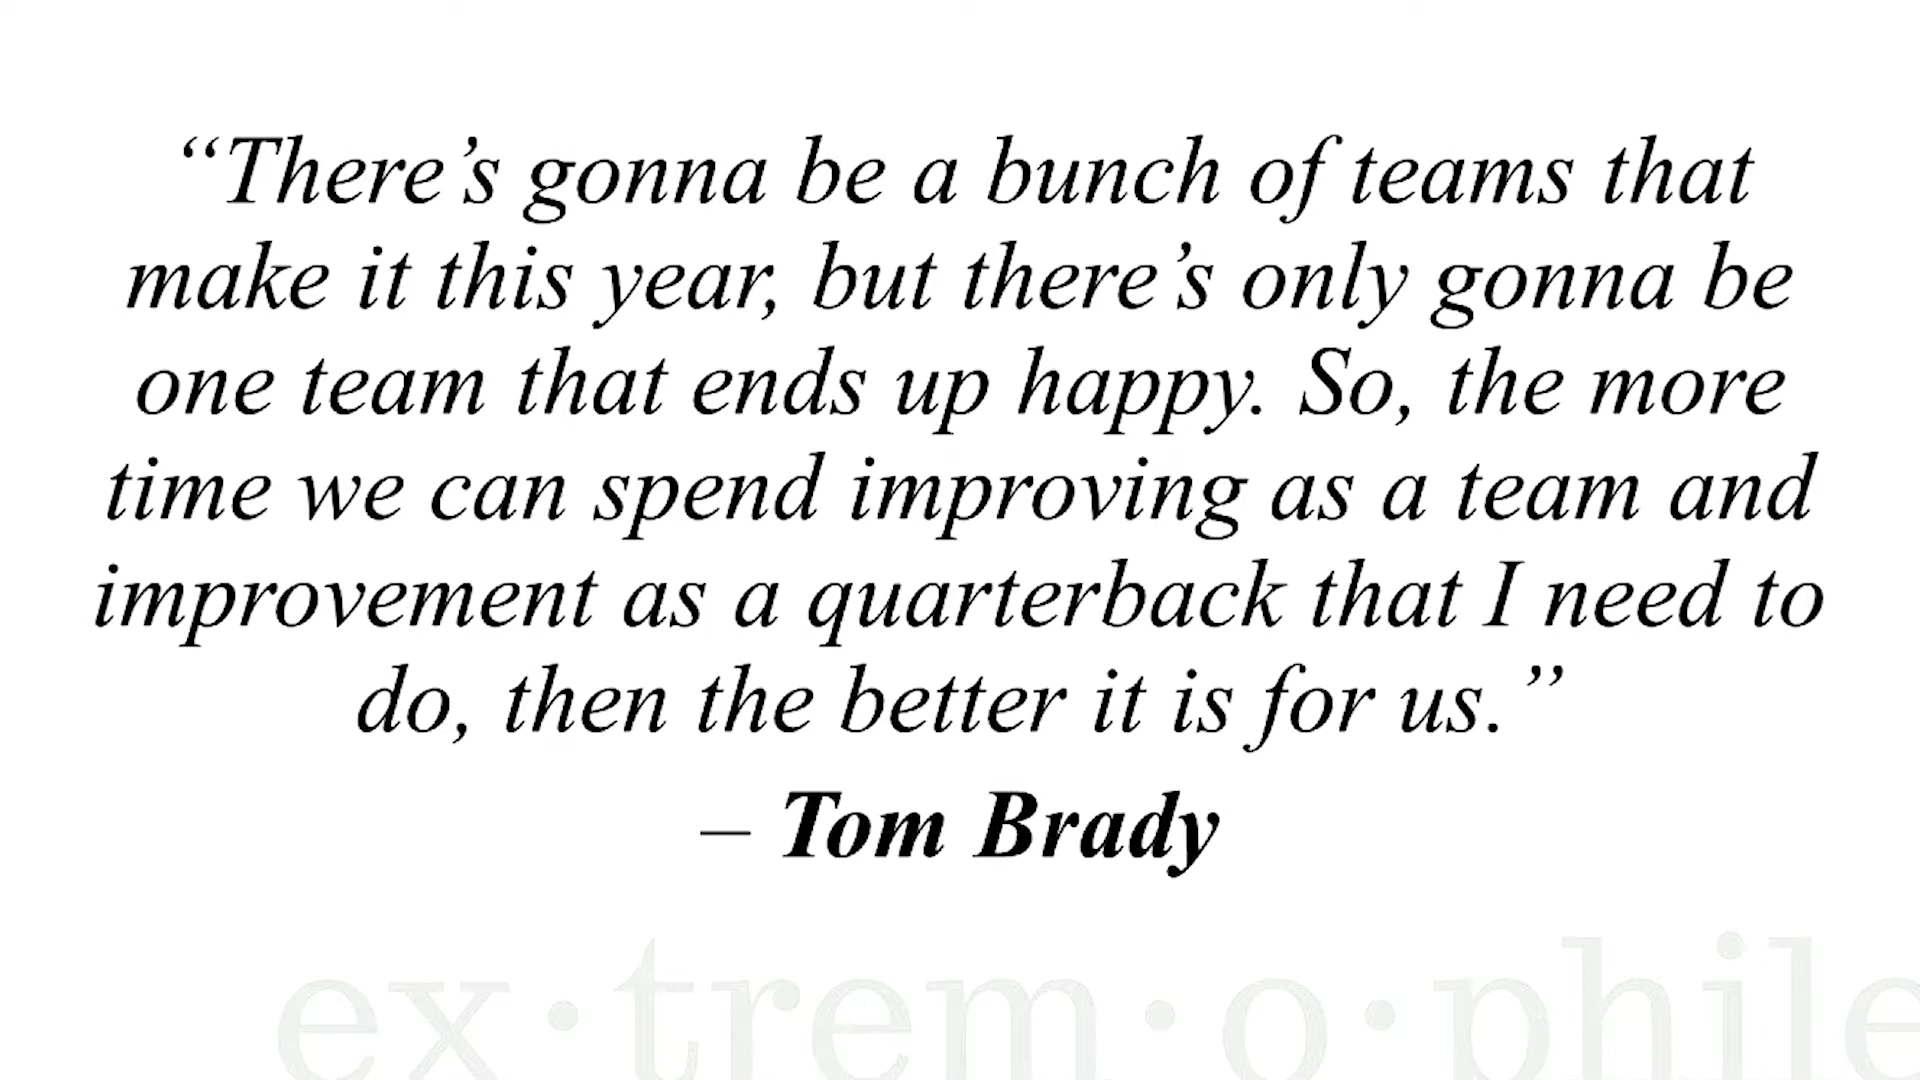 “There’s gonna be a bunch of teams that
make it this year, but there’s only gonna be
one team that ends up happy. So, the more
time we can spend improving as a team and
improvement as a quarterback that I need to
do, then the better it is for us.”
– Tom Brady
ex·trem·o·phile